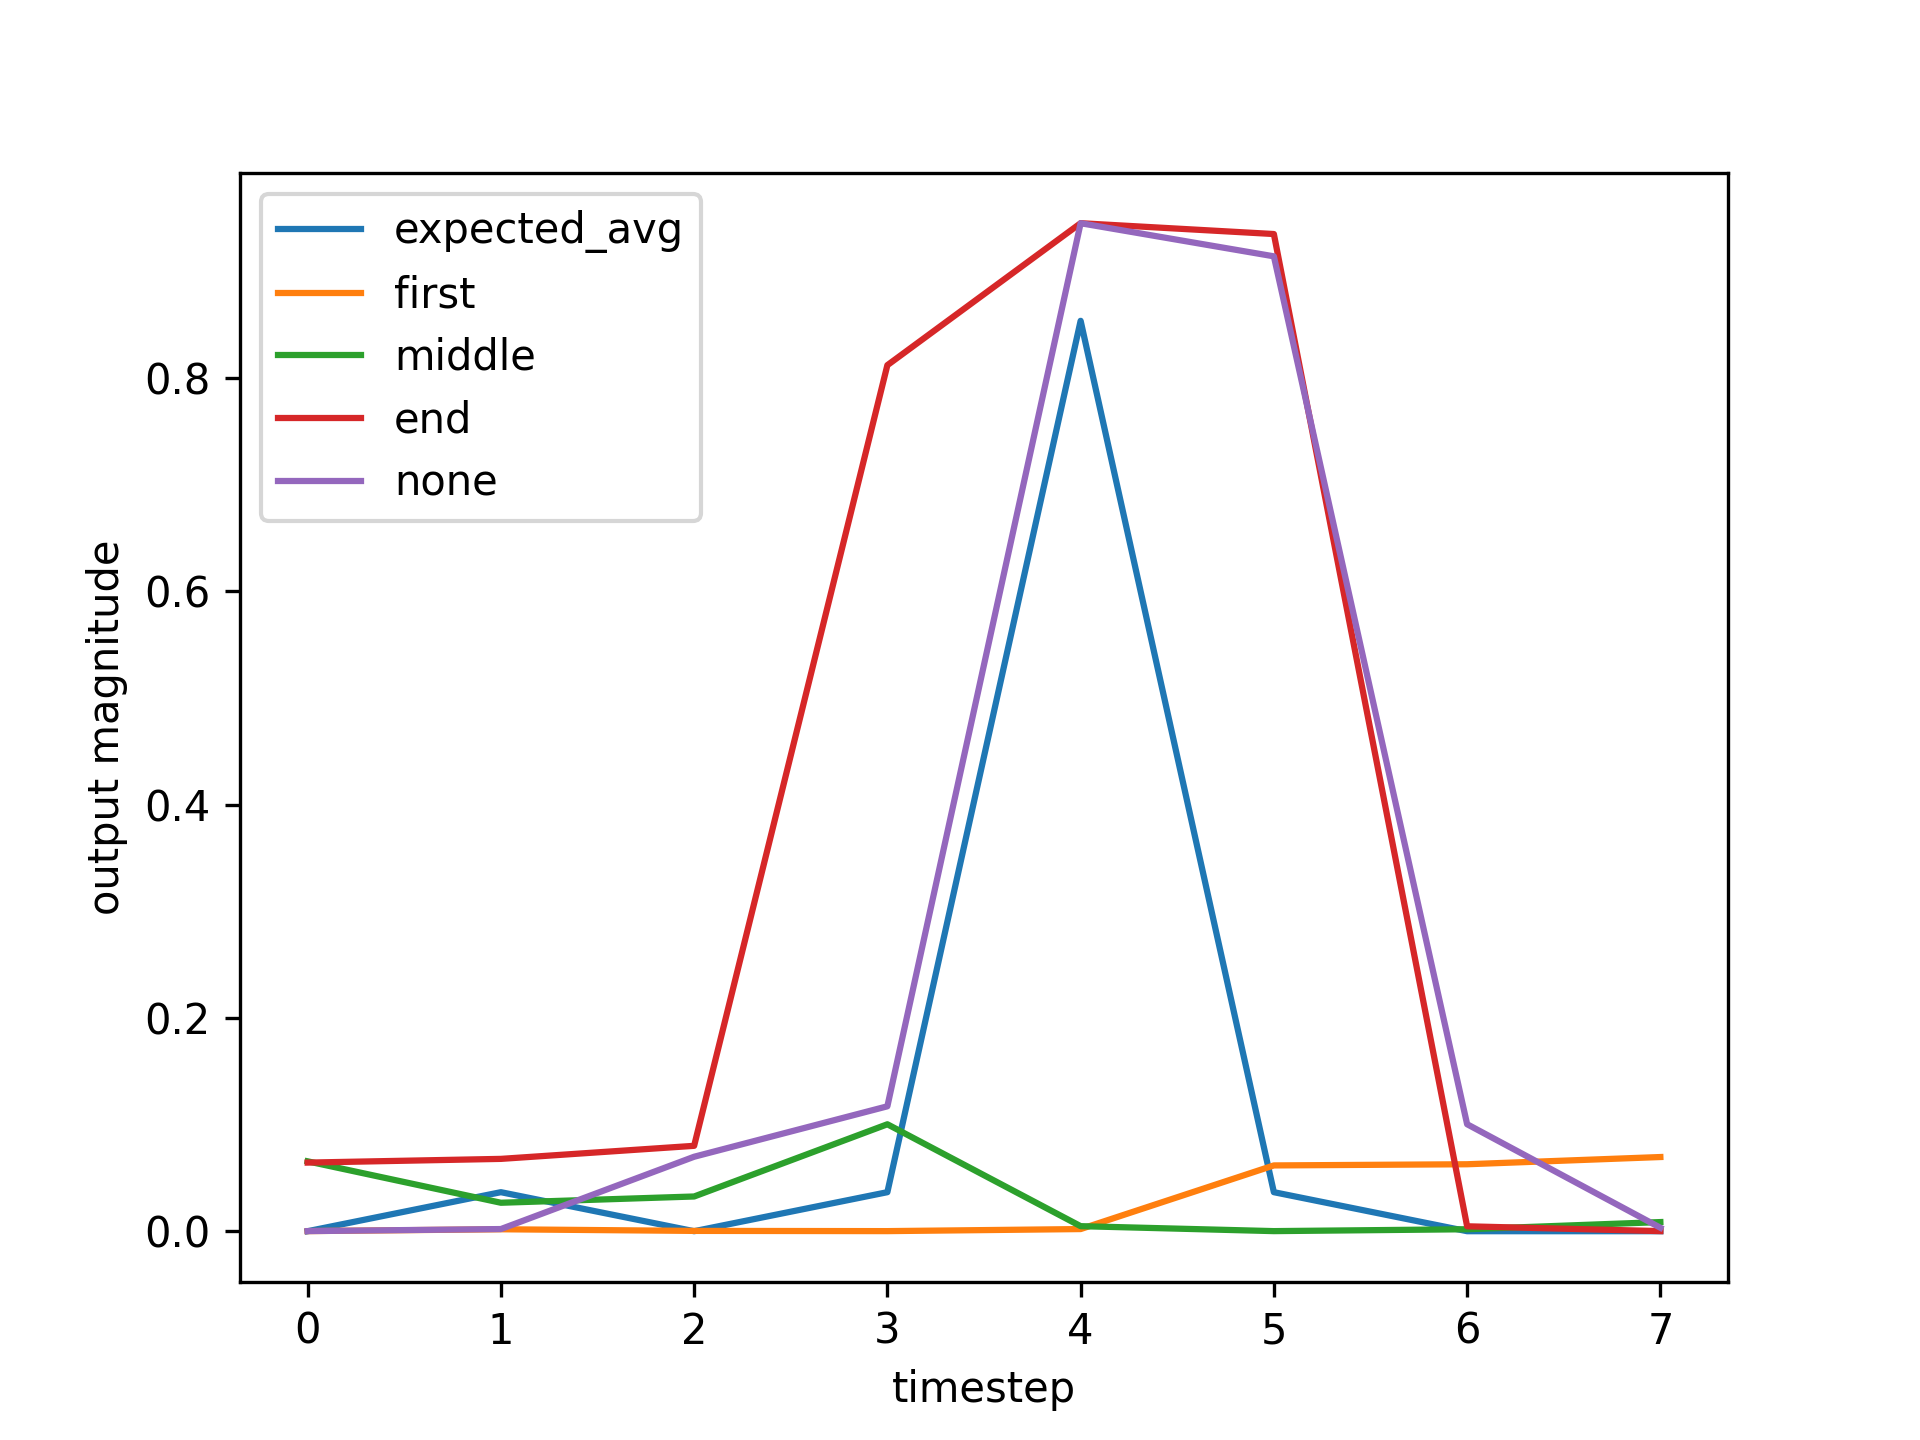 expected_avg
first
middle
end
none
0.8
0.6
0.4
0.2
0.0
output magnitude
0 1 2 3 4 5 6 7
timestep